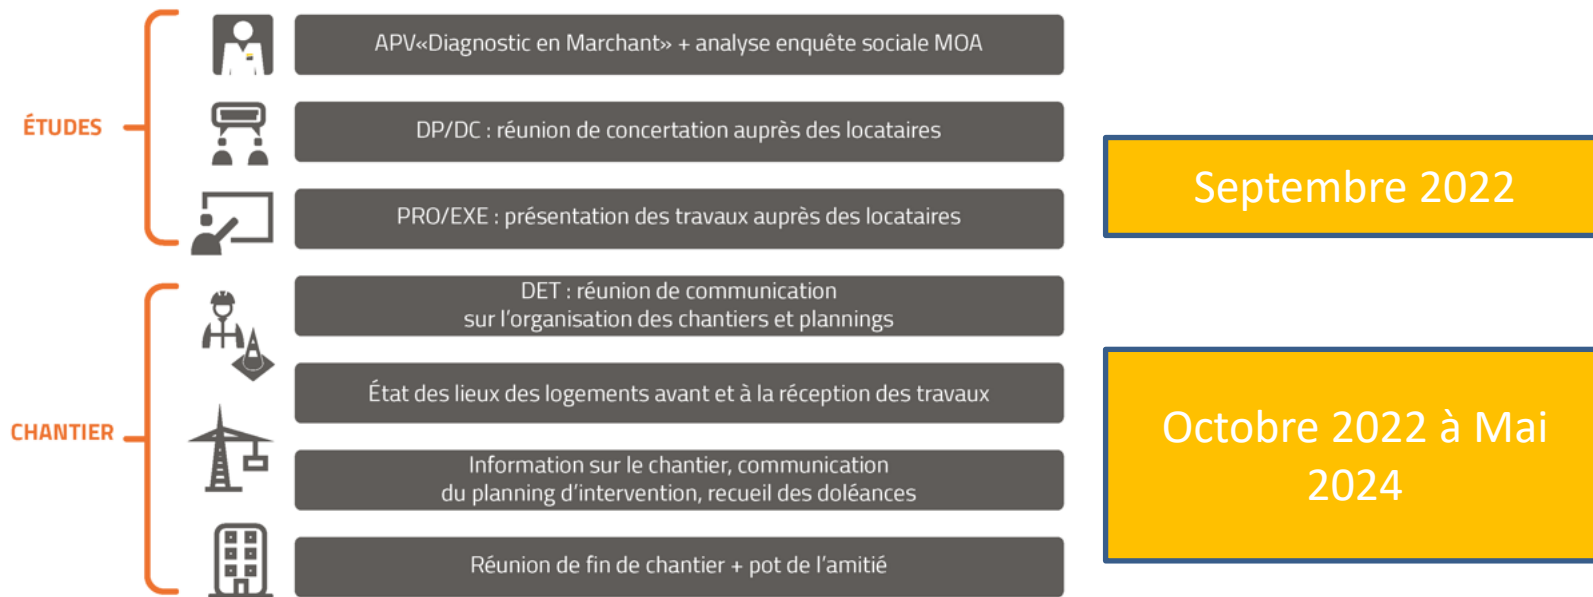 ÉTUDES
APV«Diagnostic en Marchant» + analyse enquête sociale MOA
DP/DC : réunion de concertation auprès des locataires
PRO/EXE : présentation des travaux auprès des locataires
Septembre 2022
CHANTIER
DET : réunion de communication
sur l'organisation des chantiers et plannings
État des lieux des logements avant et à la réception des travaux
Information sur le chantier, communication
du planning d'intervention, recueil des doléances
Réunion de fin de chantier + pot de l'amitié
Octobre 2022 à Mai
2024